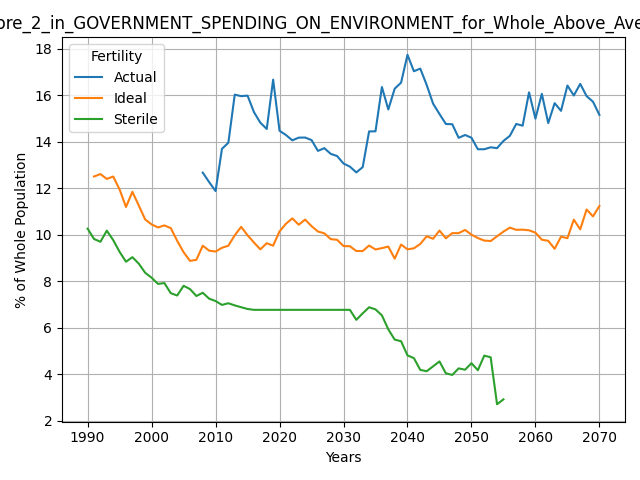 ore_2_in_GOVERNMENT_SPENDING_ON_ENVIRONMENT_for_Whole_Above_Ave
Fertility
Actual
Ideal
Sterile
% of Whole Population
18
16
14
12
10
8
6
4
2
1990 2000 2010 2020 2030 2040 2050 2060 2070
Years